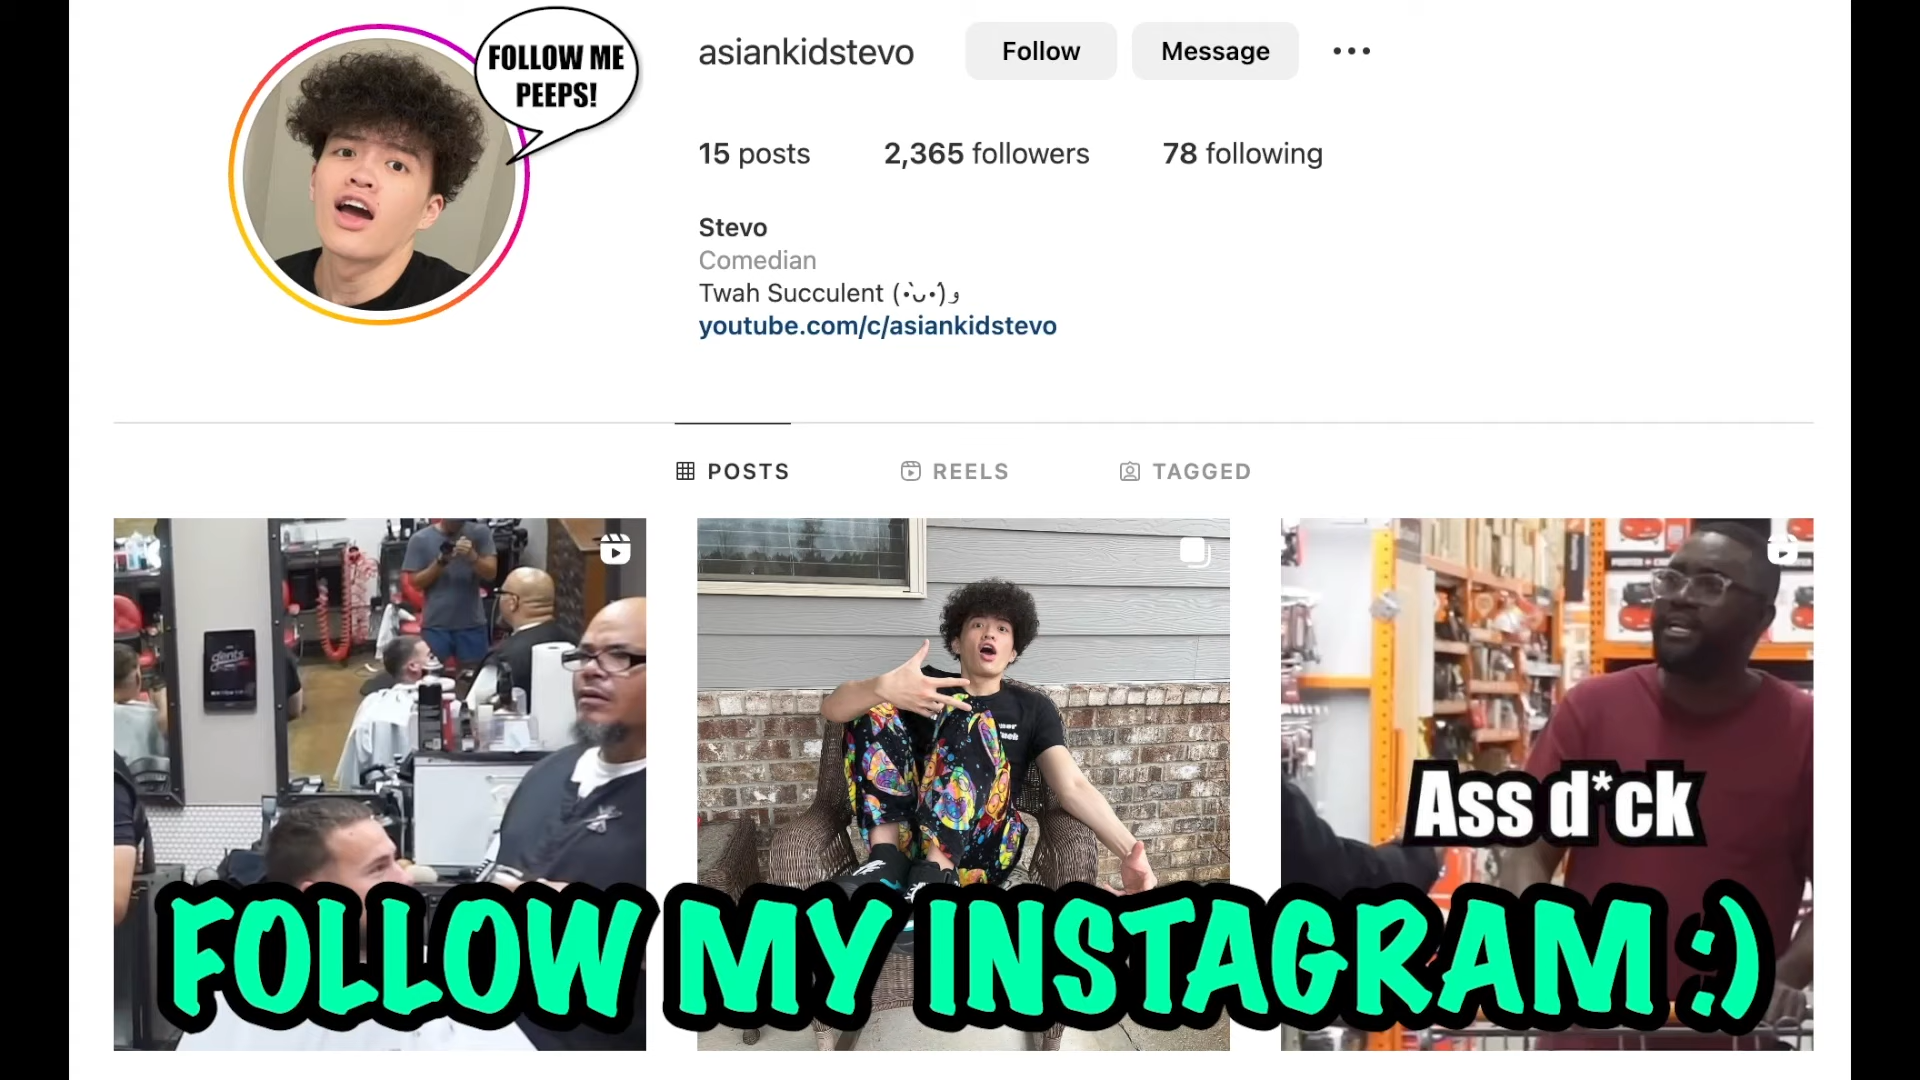 FOLLOW ME
PEEPS!
asiankidstevo
Follow
Message
15 posts
2,365 followers
78 following
Stevo
Comedian
Twah Succulent (•̀ᴗ•́)و
youtube.com/c/asiankidstevo
POSTS
REELS
TAGGED
gents
Ass d*ck
FOLLOW MY INSTAGRAM :)